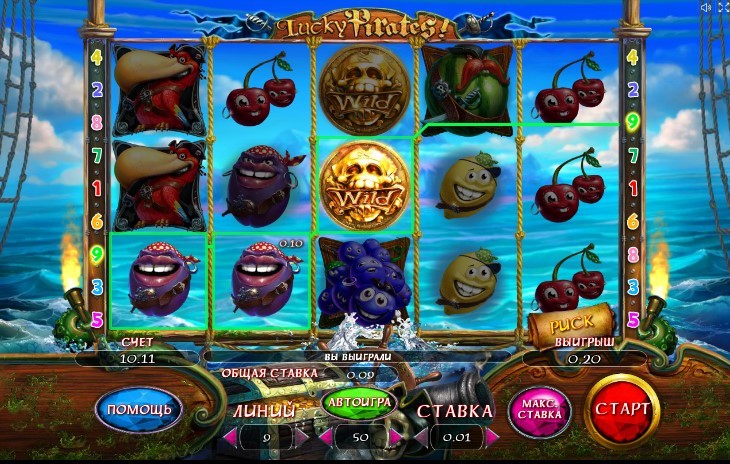 Lucky Pirates!
4 4
2 Wild 2
8 9
7 7
1 Wild 1
6 6
9 0.10 8
3 3
5 РИСК 5
СЧЕТ ВЫИГРЫШ
10.11 ВЫ ВЫИГРАЛИ 0.20
ОБЩАЯ СТАВКА 0.09
ПОМОЩЬ ЛИНИЙ АВТОИГРА СТАВКА МАКС. СТАВКА СТАРТ
9 50 0.01